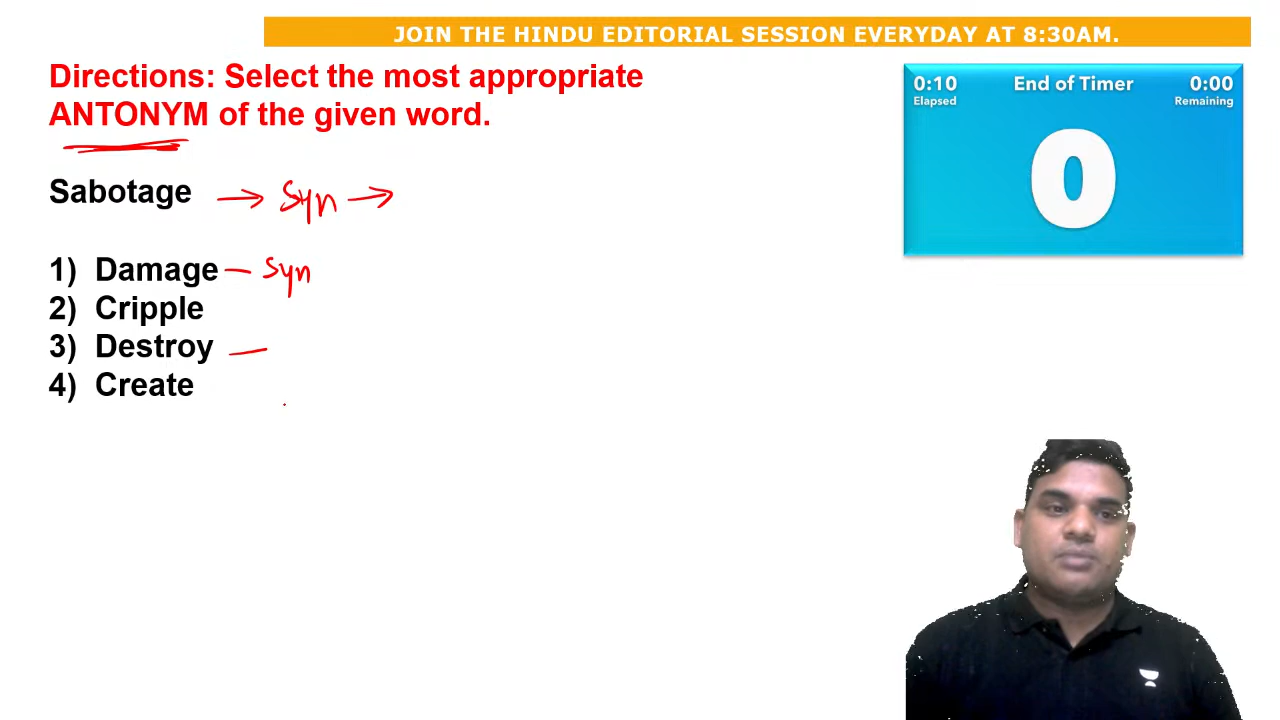 JOIN THE HINDU EDITORIAL SESSION EVERYDAY AT 8:30AM.
Directions: Select the most appropriate
ANTONYM of the given word.
0:10 End of Timer 0:00
Elapsed Remaining
0
Sabotage → Syn →
1) Damage – Syn
2) Cripple
3) Destroy –
4) Create